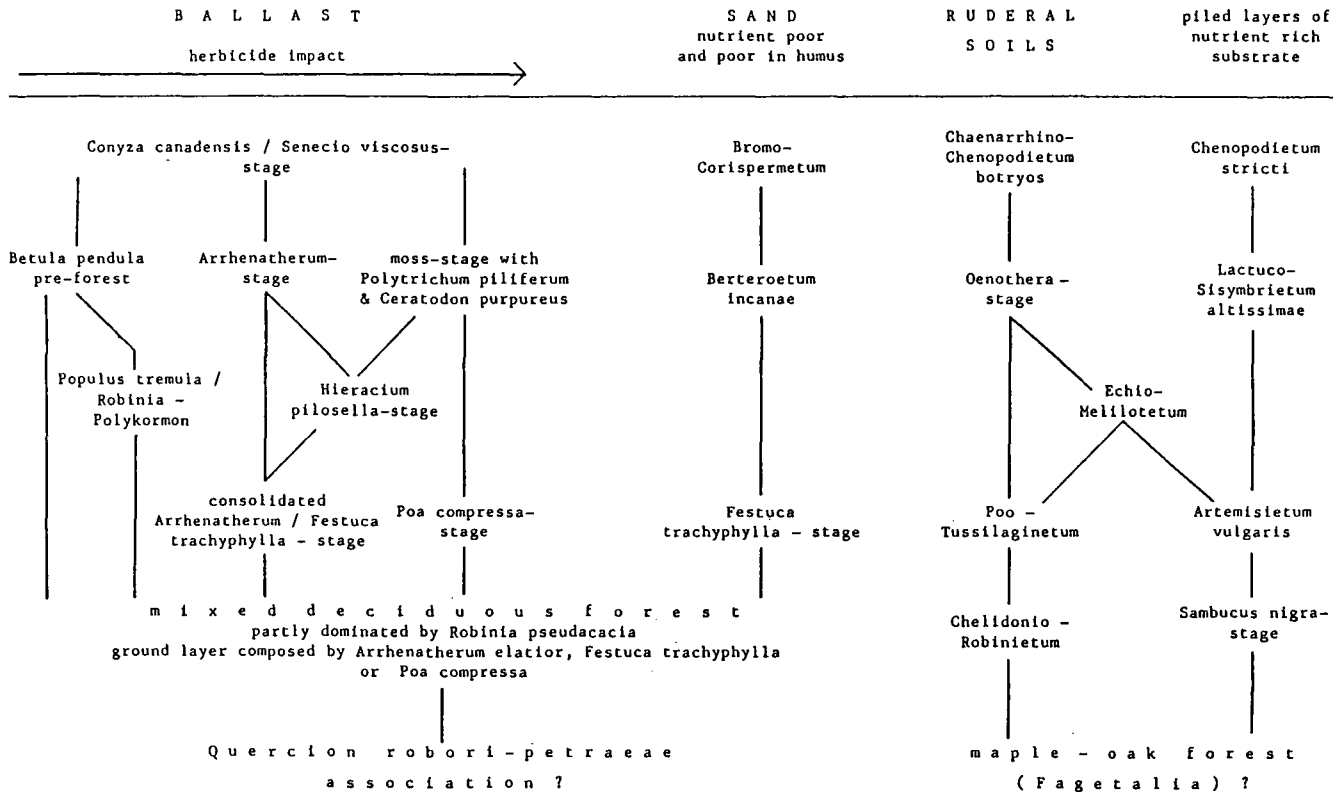 B A L L A S T
herbicide impact
S A N D
nutrient poor
and poor in humus
R U D E R A L
S O I L S
piled layers of
nutrient rich
substrate
Conyza canadensis / Senecio viscosus-
stage
Bromo-
Corispermetum
Chaenarrhino-
Chenopodietum
botryos
Chenopodietum
stricti
Betula pendula
pre-forest
Arrhenatherum-
stage
moss-stage with
Polytrichum piliferum
& Ceratodon purpureus
Berteroetum
incanae
Oenothera -
stage
Lactuco-
Sisymbrietum
altissimae
Populus tremula /
Robinia -
Polykormon
Hieracium
pilosella-stage
Echio-
Melilotetum
consolidated
Arrhenatherum / Festuca
trachyphylla - stage
Poa compressa-
stage
Festuca
trachyphylla - stage
Poo -
Tussilaginetum
Artemisietum
vulgaris
m i x e d d e c i d u o u s f o r e s t
partly dominated by Robinia pseudacacia
ground layer composed by Arrhenatherum elatior, Festuca trachyphylla
or Poa compressa
Chelidonio -
Robinietum
Sambucus nigra-
stage
Q u e r c i o n r o b o r i - p e t r a e a e
a s s o c i a t i o n ?
m a p l e - o a k f o r e s t
( F a g e t a l i a ) ?